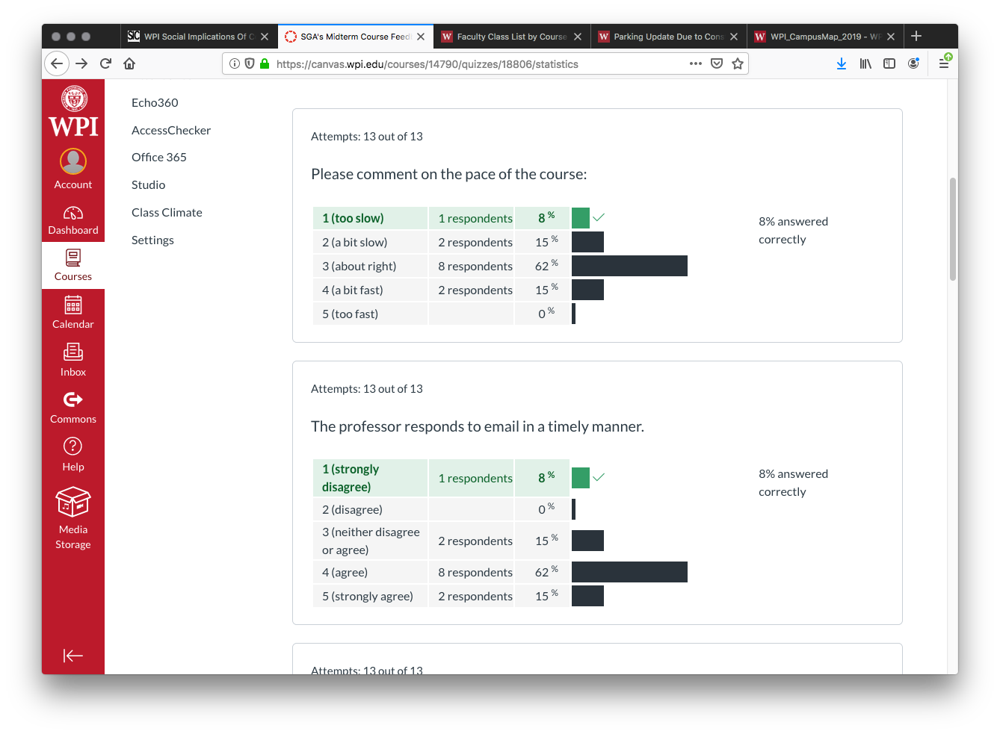 WPI Social Implications Of C
SGA's Midterm Course Feed
Faculty Class List by Course
Parking Update Due to Cons
WPI_CampusMap_2019 - W
https://canvas.wpi.edu/courses/14790/quizzes/18806/statistics
WPI
Account
Dashboard
Courses
Calendar
Inbox
Commons
Help
Media
Storage
Echo360
AccessChecker
Office 365
Studio
Class Climate
Settings
Attempts: 13 out of 13
Please comment on the pace of the course:
1 (too slow) 1 respondents 8 %
2 (a bit slow) 2 respondents 15 %
3 (about right) 8 respondents 62 %
4 (a bit fast) 2 respondents 15 %
5 (too fast) 0 %
8% answered
correctly
Attempts: 13 out of 13
The professor responds to email in a timely manner.
1 (strongly
disagree) 1 respondents 8 %
2 (disagree) 0 %
3 (neither disagree
or agree) 2 respondents 15 %
4 (agree) 8 respondents 62 %
5 (strongly agree) 2 respondents 15 %
8% answered
correctly
Attempts: 13 out of 13